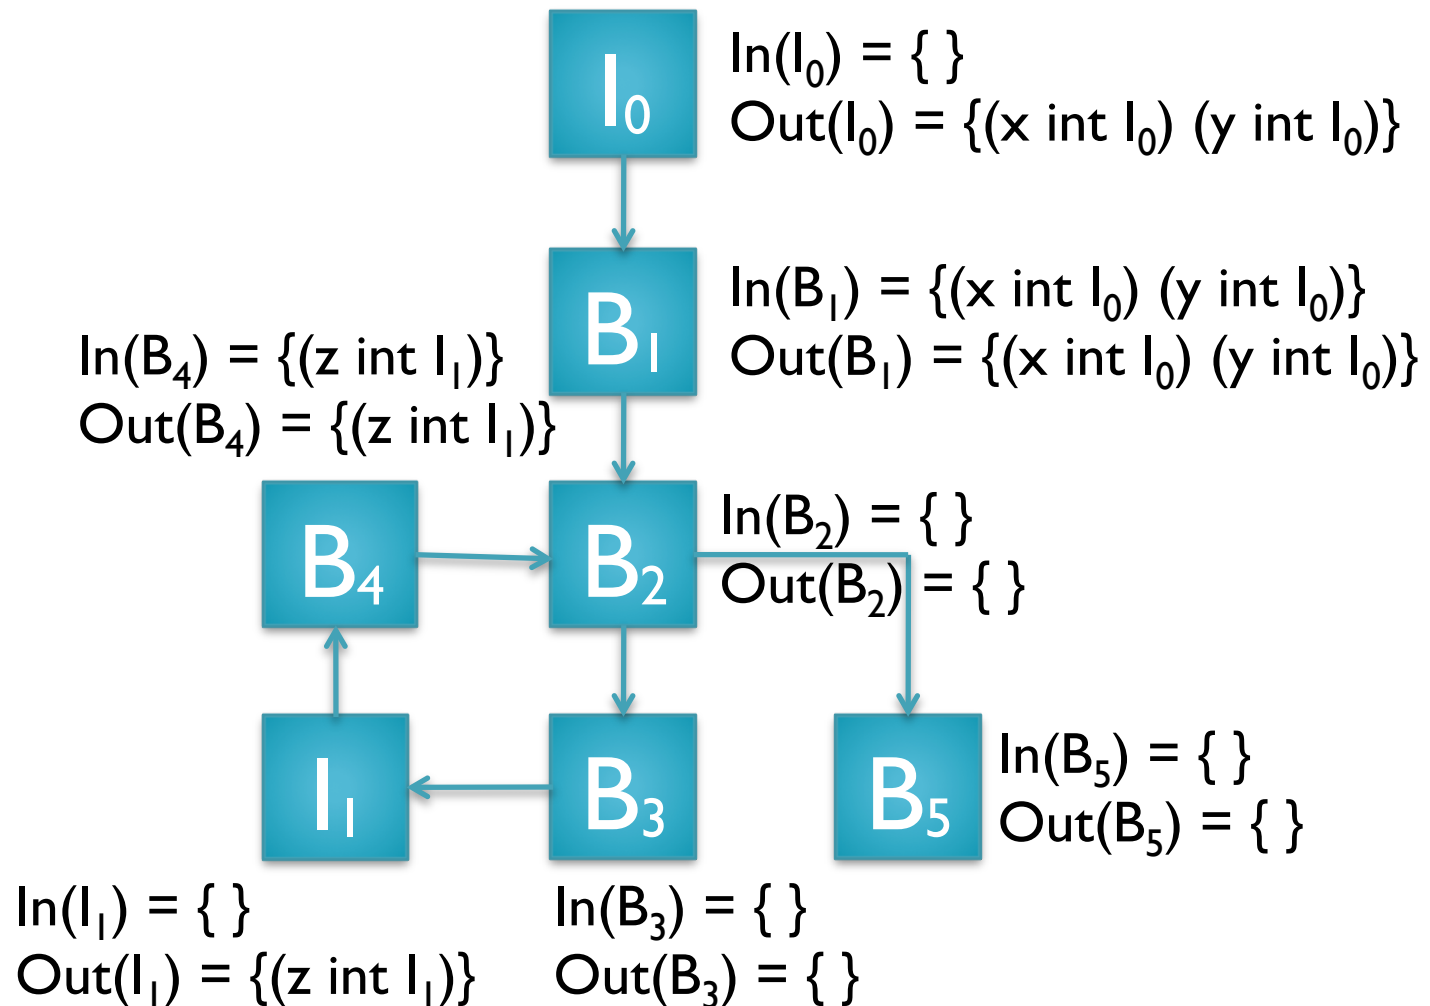 I₀
In(I₀) = { }
Out(I₀) = {(x int I₀) (y int I₀)}
B₁
In(B₁) = {(x int I₀) (y int I₀)}
Out(B₁) = {(x int I₀) (y int I₀)}
In(B₄) = {(z int I₁)}
Out(B₄) = {(z int I₁)}
B₄
B₂
In(B₂) = { }
Out(B₂) = { }
I₁
B₃
B₅
In(B₅) = { }
Out(B₅) = { }
In(I₁) = { }
Out(I₁) = {(z int I₁)}
In(B₃) = { }
Out(B₃) = { }